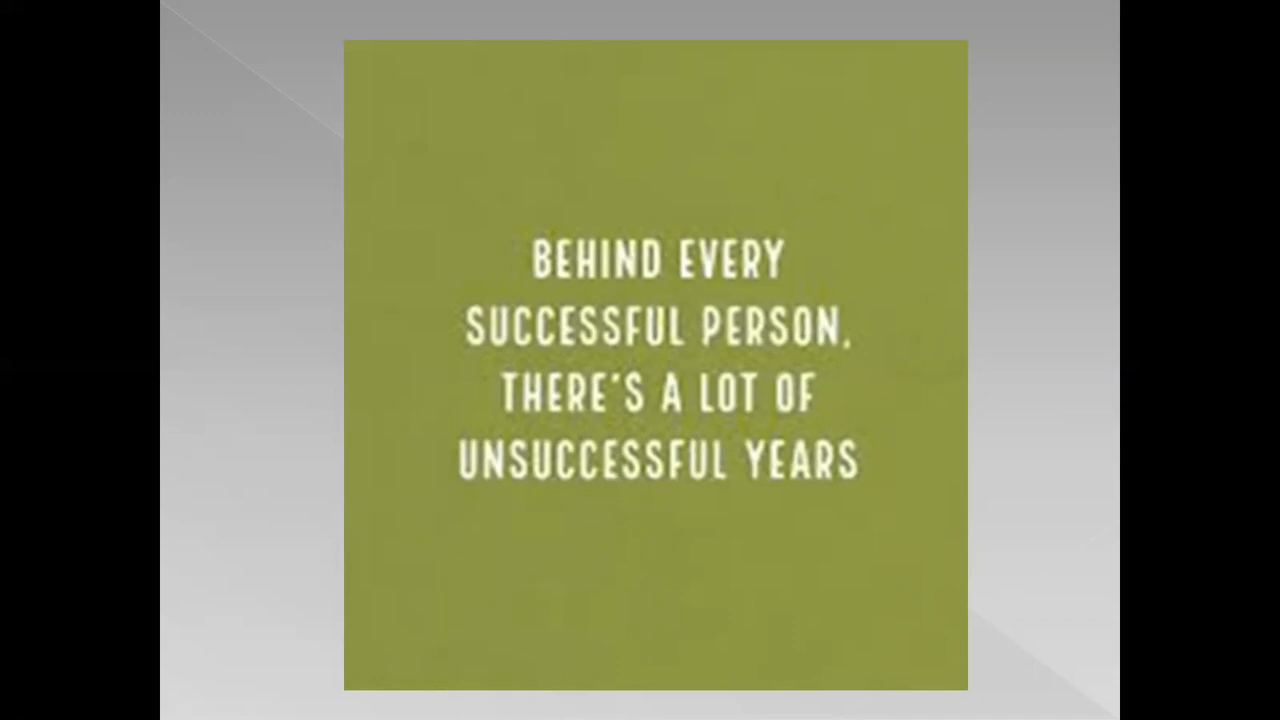 BEHIND EVERY
SUCCESSFUL PERSON,
THERE'S A LOT OF
UNSUCCESSFUL YEARS